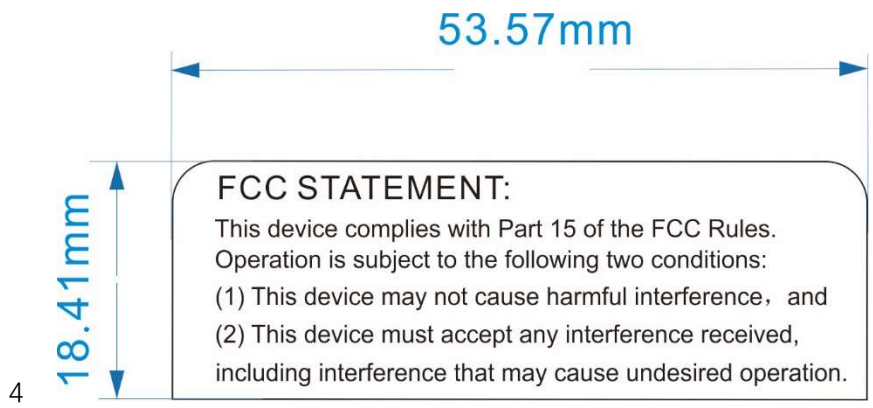 53.57mm
18.41mm
FCC STATEMENT:
This device complies with Part 15 of the FCC Rules.
Operation is subject to the following two conditions:
(1) This device may not cause harmful interference，and
(2) This device must accept any interference received,
including interference that may cause undesired operation.
4